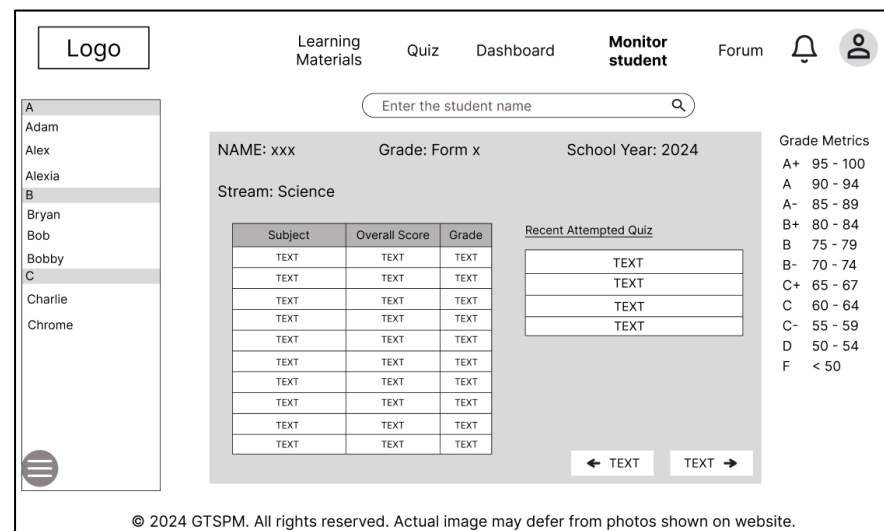 Logo
Learning
Materials
Quiz
Dashboard
Monitor
student
Forum
Enter the student name
A
Adam
Alex
Alexia
B
Bryan
Bob
Bobby
C
Charlie
Chrome
NAME: xxx Grade: Form x School Year: 2024
Stream: Science
Subject Overall Score Grade
TEXT TEXT TEXT
TEXT TEXT TEXT
TEXT TEXT TEXT
TEXT TEXT TEXT
TEXT TEXT TEXT
TEXT TEXT TEXT
TEXT TEXT TEXT
TEXT TEXT TEXT
TEXT TEXT TEXT
TEXT TEXT TEXT
Recent Attempted Quiz
TEXT
TEXT
TEXT
TEXT
← TEXT TEXT →
Grade Metrics
A+ 95 - 100
A 90 - 94
A- 85 - 89
B+ 80 - 84
B 75 - 79
B- 70 - 74
C+ 65 - 67
C 60 - 64
C- 55 - 59
D 50 - 54
F < 50
© 2024 GTSPM. All rights reserved. Actual image may defer from photos shown on website.